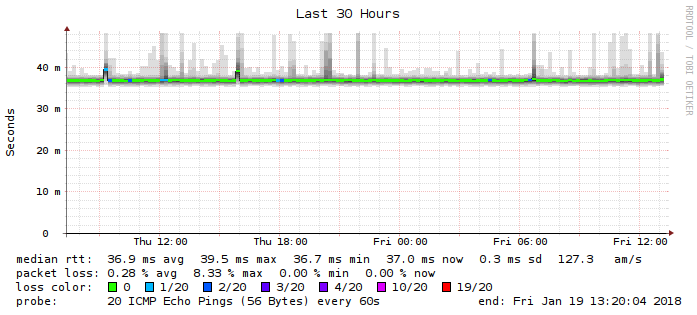 Last 30 Hours
RRDTOOL / TOBI OETIKER
Seconds
40 m
30 m
20 m
10 m
0
Thu 12:00 Thu 18:00 Fri 00:00 Fri 06:00 Fri 12:00
median rtt: 36.9 ms avg 39.5 ms max 36.7 ms min 37.0 ms now 0.3 ms sd 127.3 am/s
packet loss: 0.28 % avg 8.33 % max 0.00 % min 0.00 % now
loss color: 0 1/20 2/20 3/20 4/20 10/20 19/20
probe: 20 ICMP Echo Pings (56 Bytes) every 60s end: Fri Jan 19 13:20:04 2018